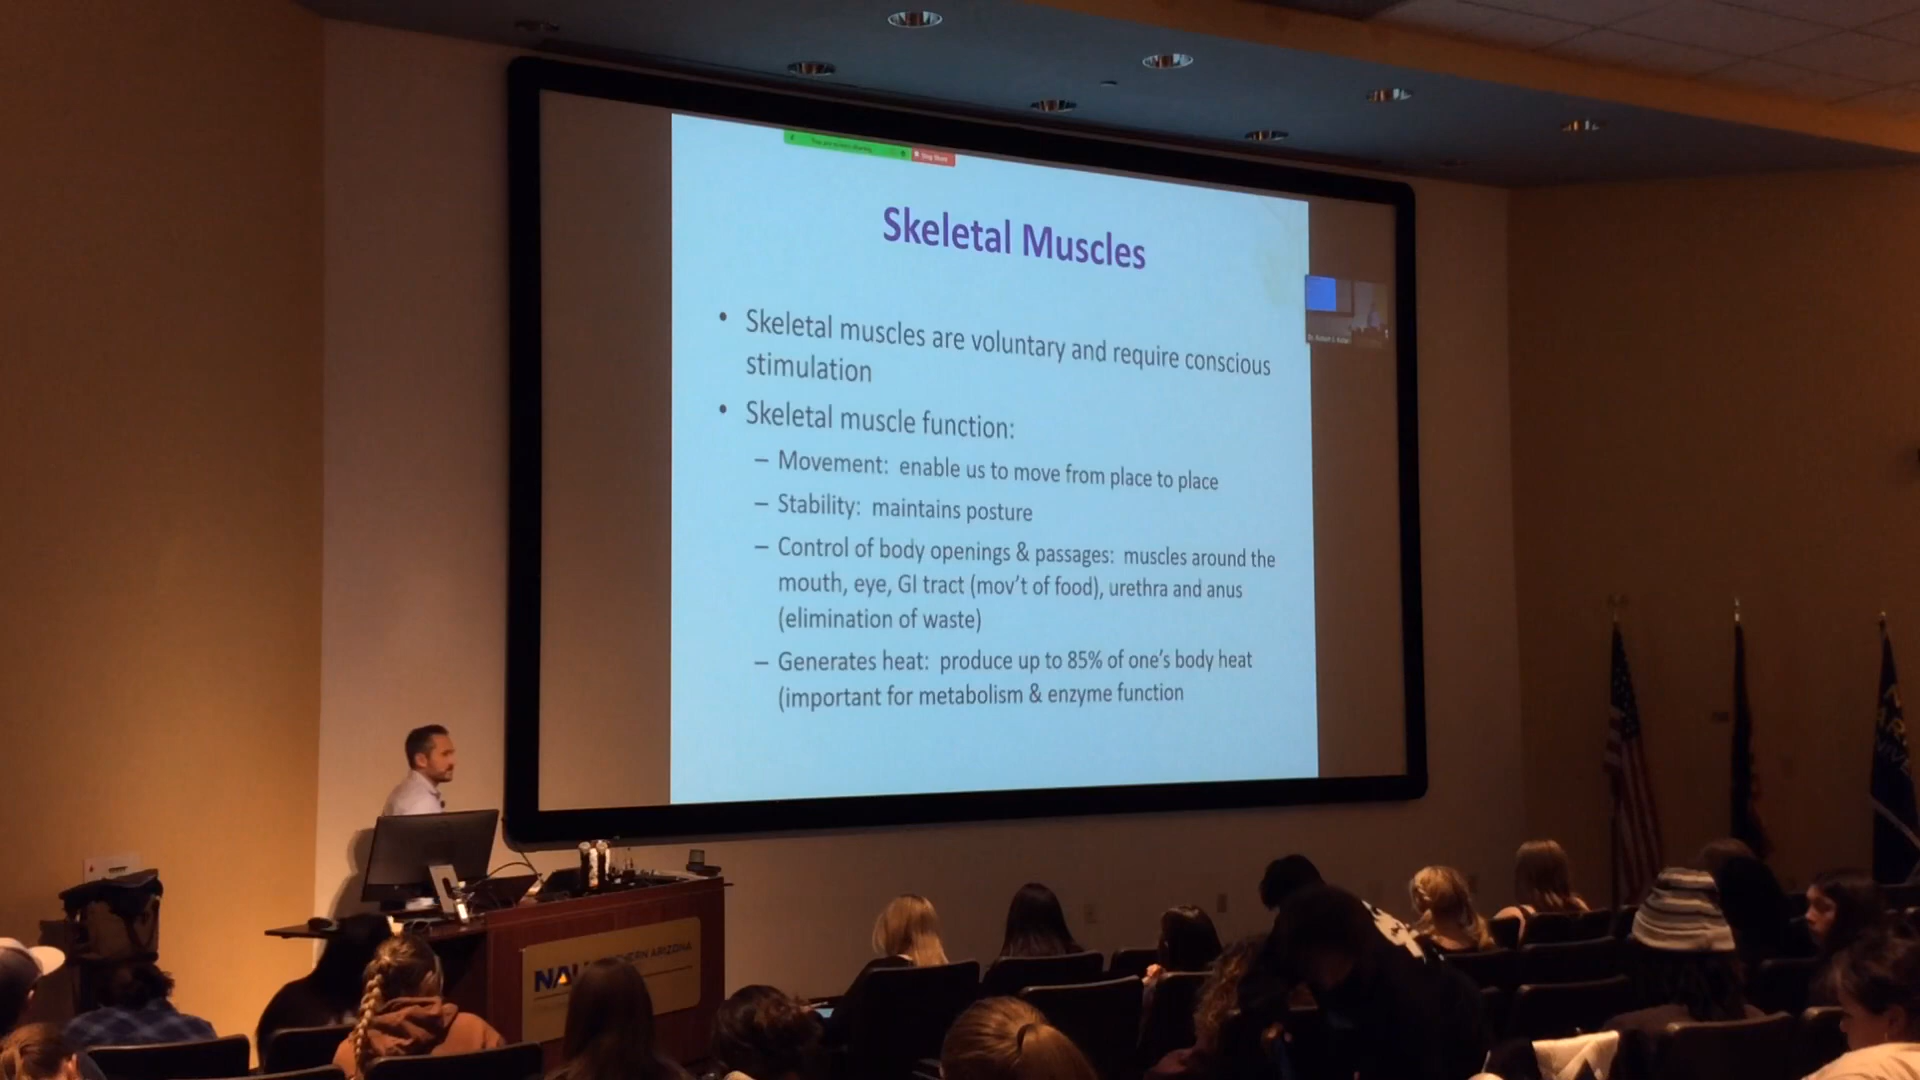 Stop Share
Skeletal Muscles
• Skeletal muscles are voluntary and require conscious
stimulation
• Skeletal muscle function:
– Movement: enable us to move from place to place
– Stability: maintains posture
– Control of body openings & passages: muscles around the
mouth, eye, GI tract (mov't of food), urethra and anus
(elimination of waste)
– Generates heat: produce up to 85% of one's body heat
(important for metabolism & enzyme function
ARIZONA